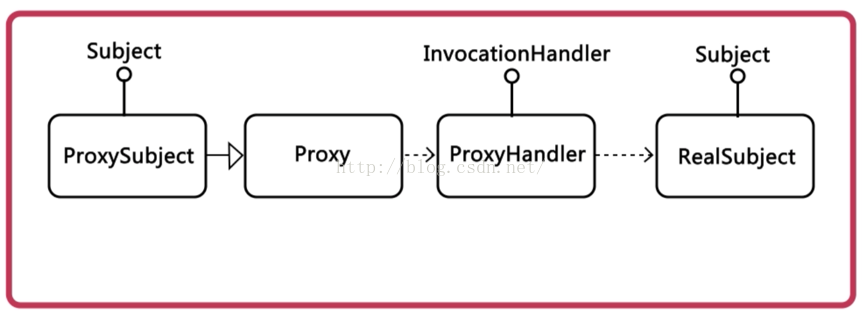 Subject InvocationHandler Subject
ProxySubject Proxy ProxyHandler RealSubject
http://blog.csdn.net/